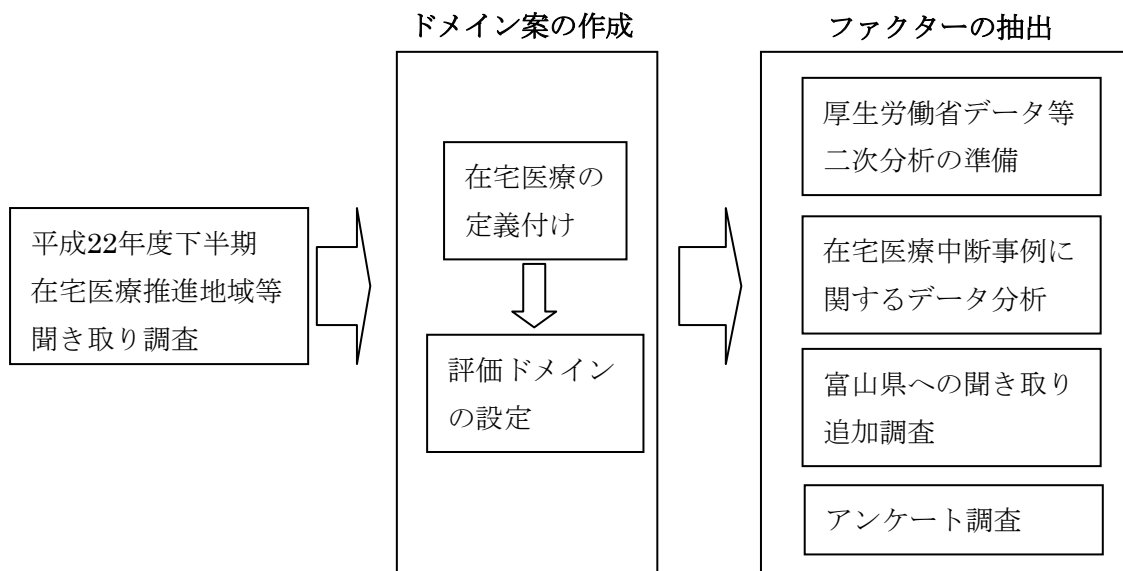 ドメイン案の作成
ファクターの抽出
平成22年度下半期
在宅医療推進地域等
聞き取り調査
在宅医療の
定義付け
評価ドメイン
の設定
厚生労働省データ等
二次分析の準備
在宅医療中断事例に
関するデータ分析
富山県への聞き取り
追加調査
アンケート調査